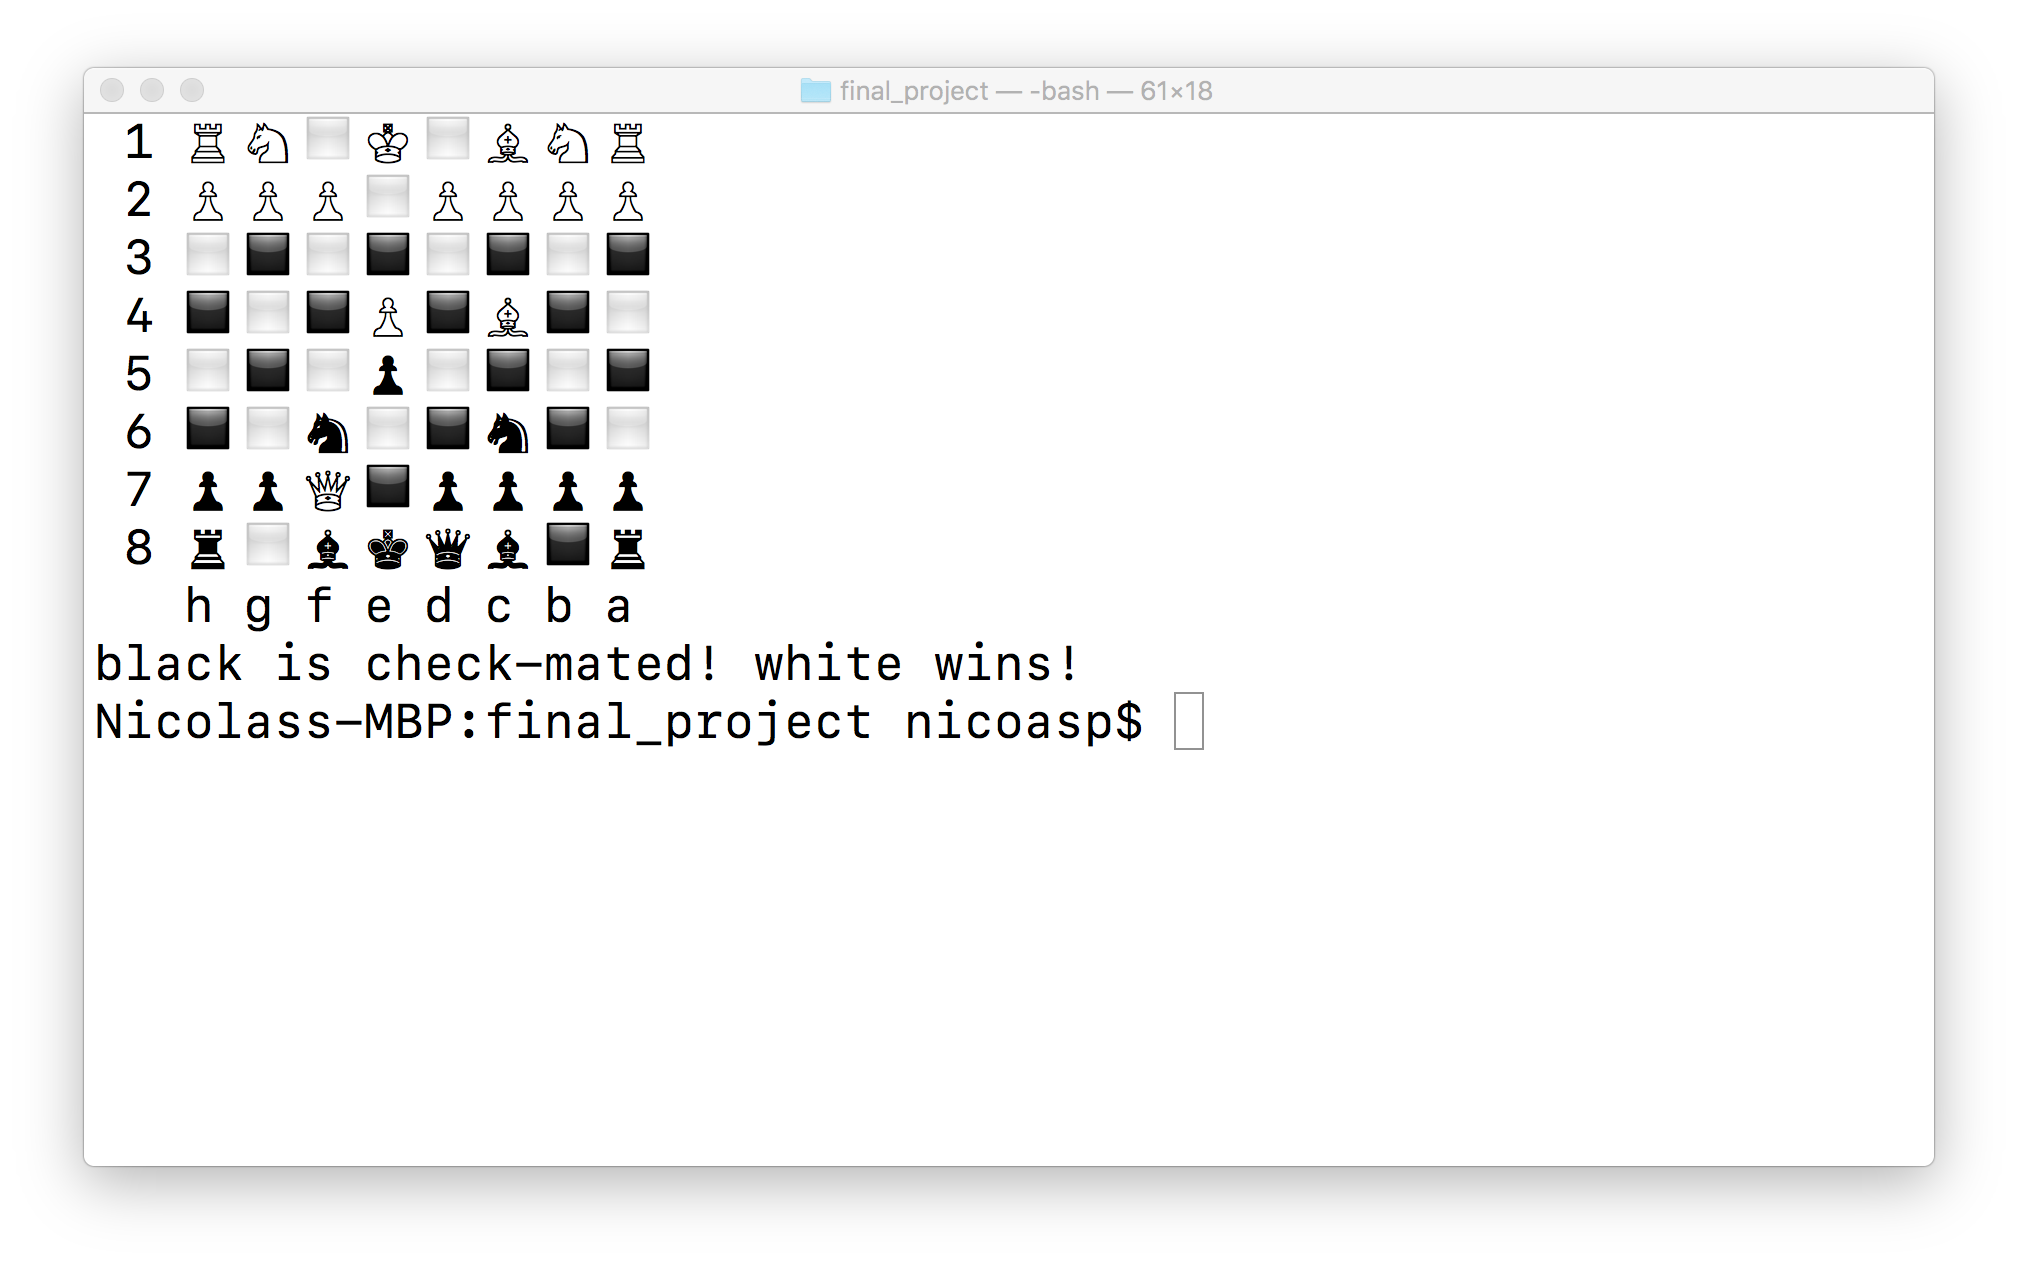 final_project — -bash — 61×18
1 ♖ ♘ ◻️ ♔ ◻️ ♗ ♘ ♖
2 ♙ ♙ ♙ ◻️ ♙ ♙ ♙ ♙
3 ◻️ ◼️ ◻️ ◼️ ◻️ ◼️ ◻️ ◼️
4 ◼️ ◻️ ◼️ ♙ ◼️ ♗ ◼️ ◻️
5 ◻️ ◼️ ◻️ ♟ ◻️ ◼️ ◻️ ◼️
6 ◼️ ◻️ ♞ ◻️ ◼️ ♞ ◼️ ◻️
7 ♟ ♟ ♕ ◼️ ♟ ♟ ♟ ♟
8 ♜ ◻️ ♝ ♚ ♛ ♝ ◼️ ♜
h g f e d c b a
black is check-mated! white wins!
Nicolass-MBP:final_project nicoasp$